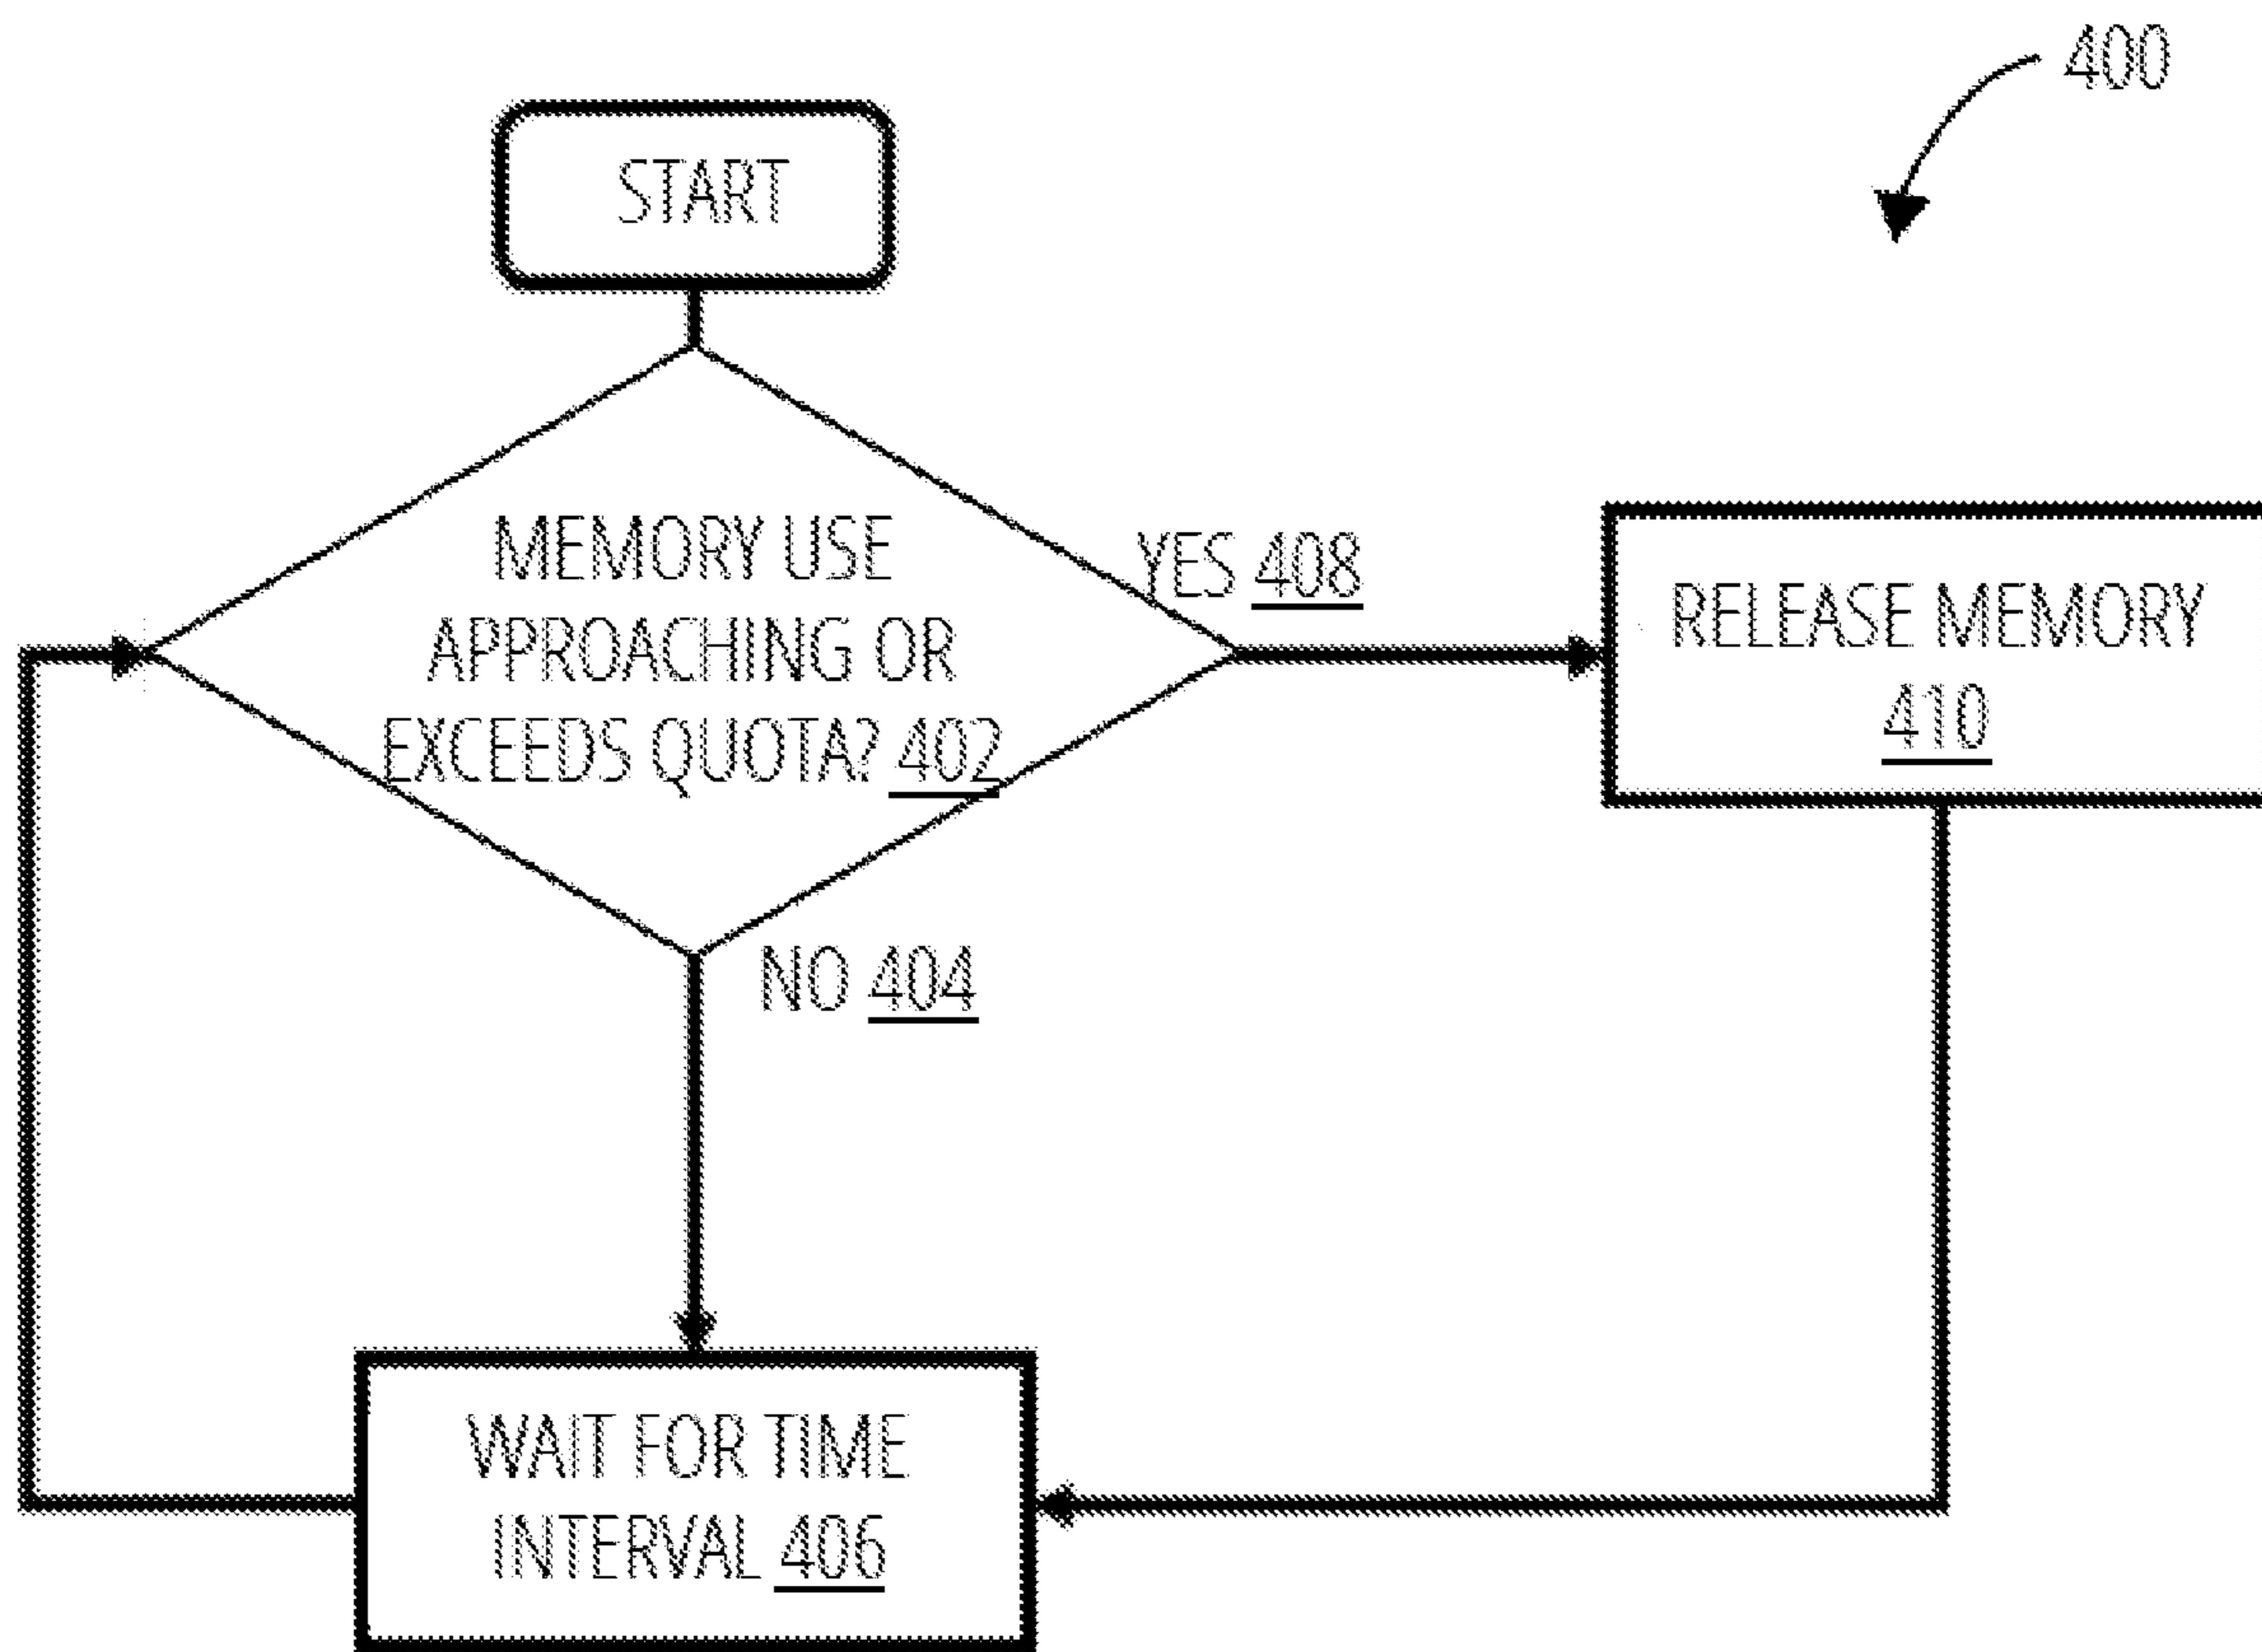 400
START
MEMORY USE
APPROACHING OR
EXCEEDS QUOTA? 402
YES 408
RELEASE MEMORY
410
NO 404
WAIT FOR TIME
INTERVAL 406